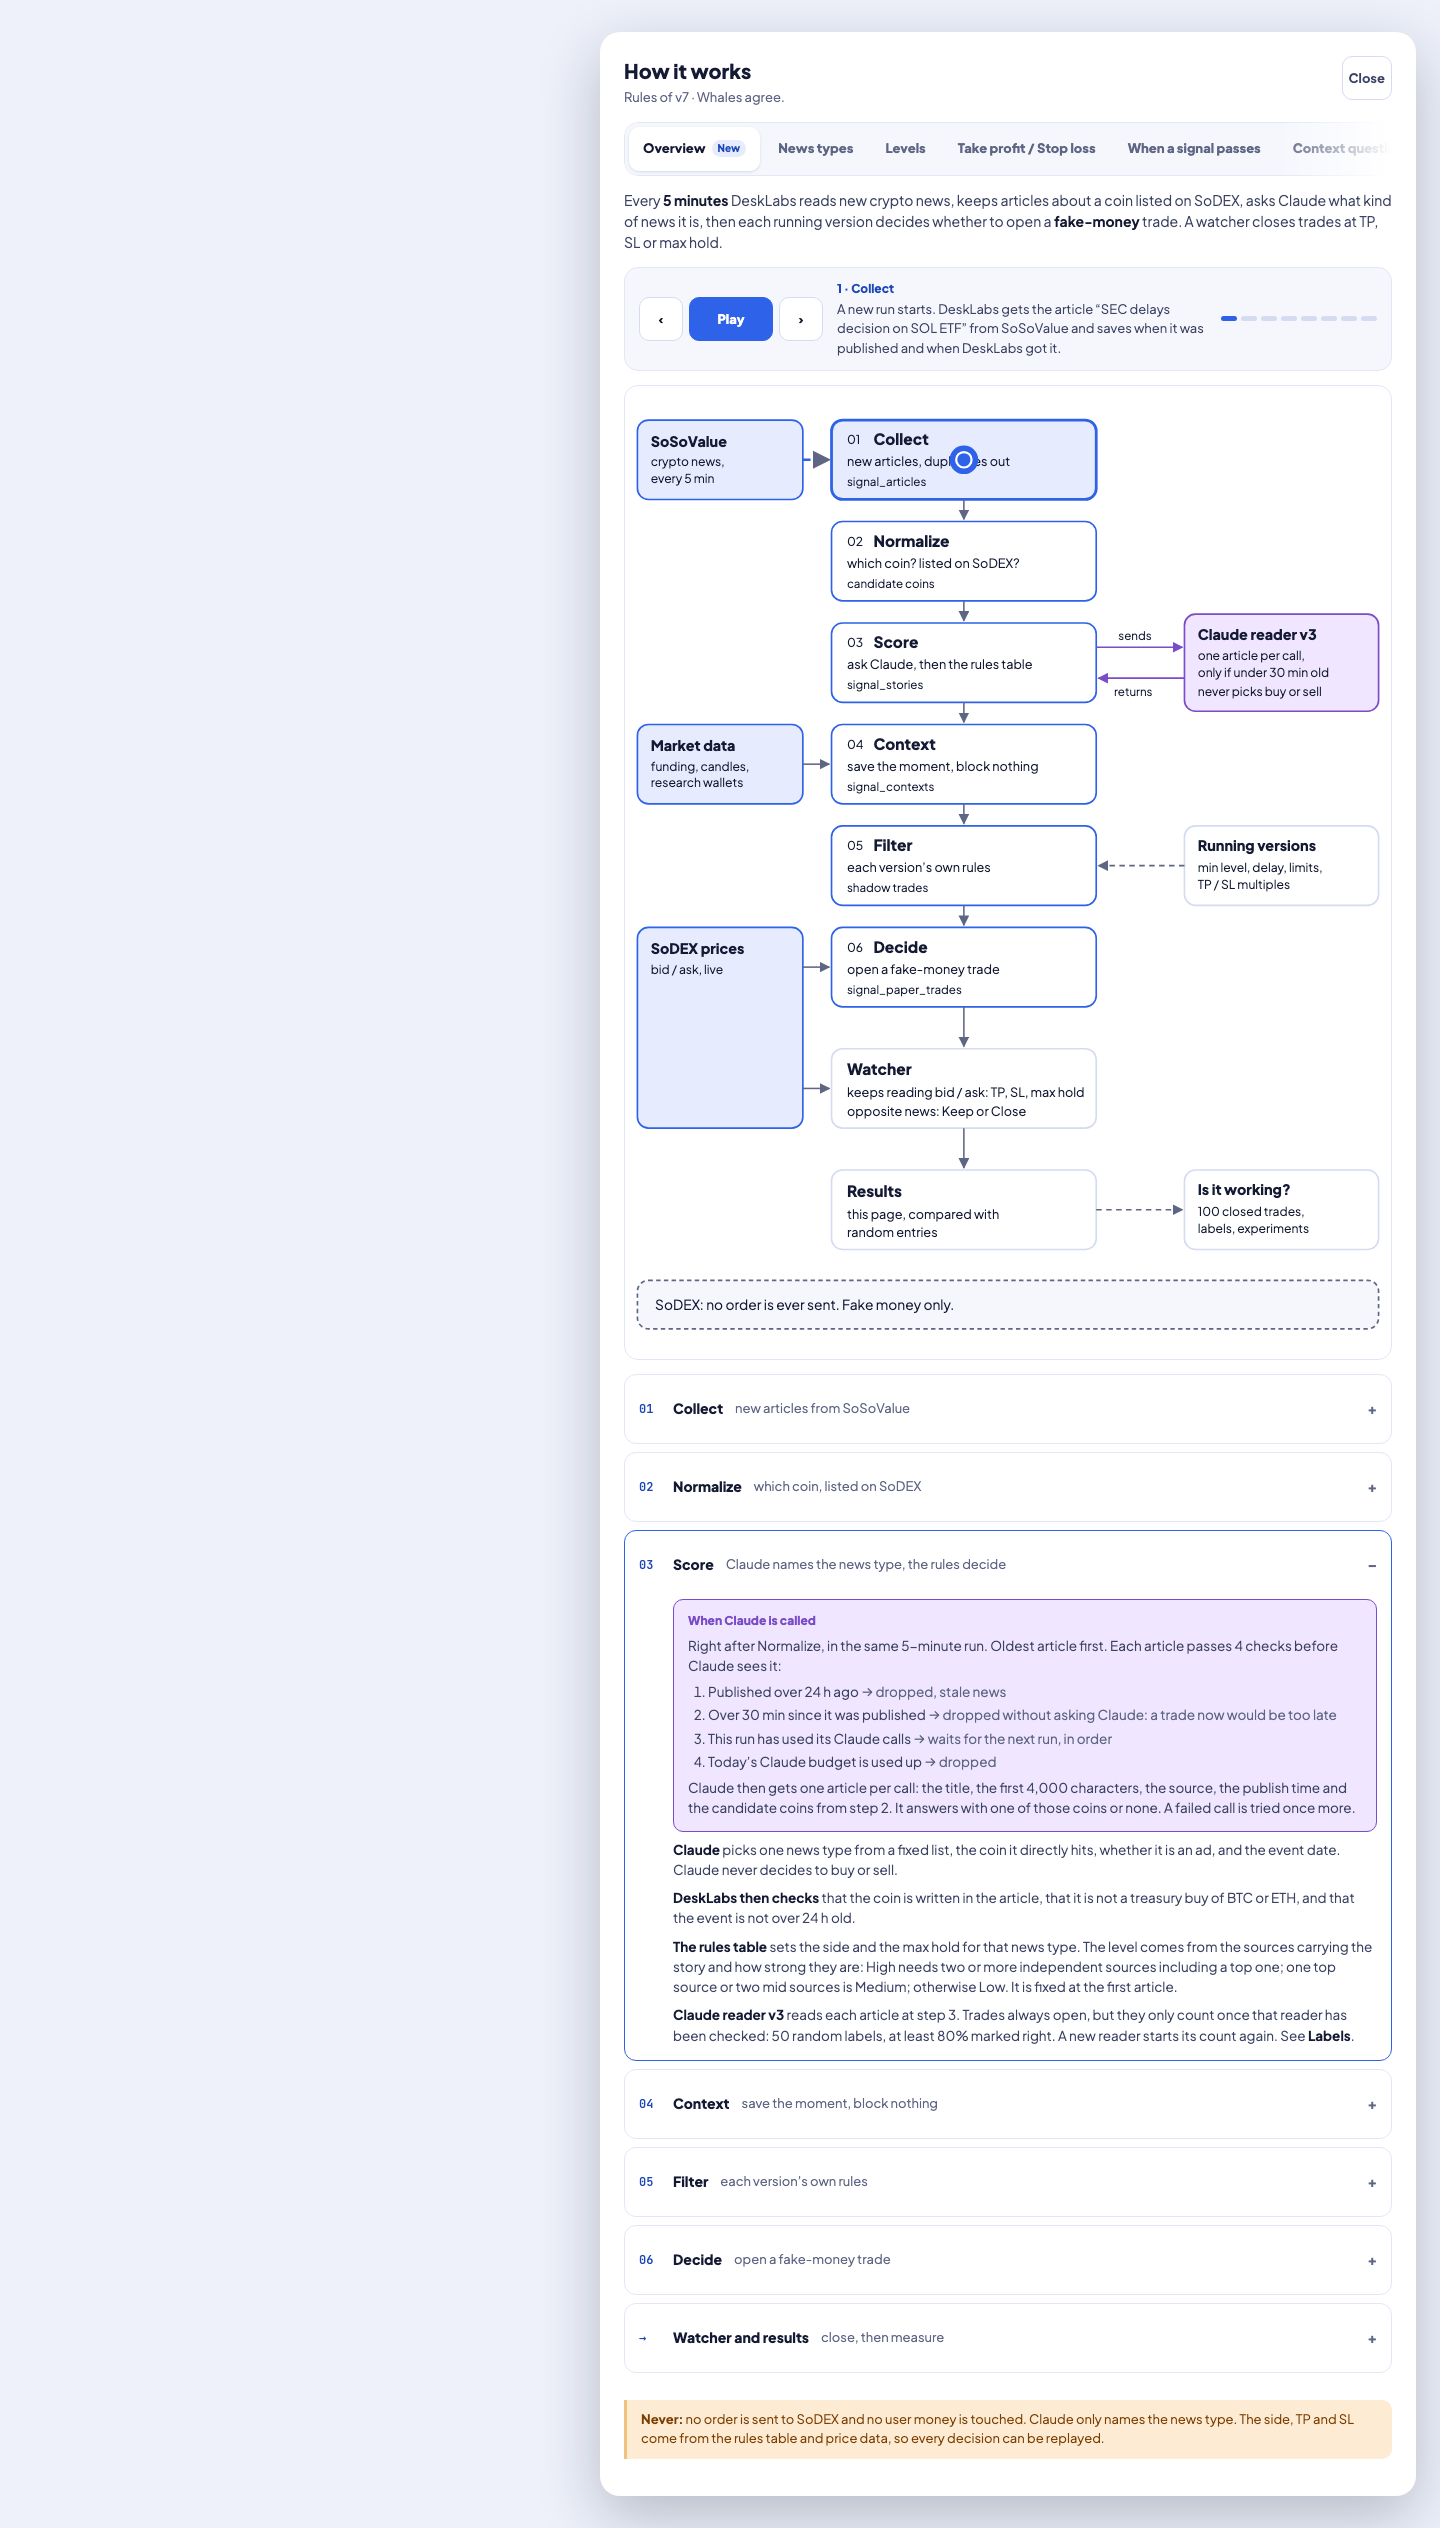 How it works
Rules of v7 · Whales agree.
Close
Overview New News types Levels Take profit / Stop loss When a signal passes Context
Every 5 minutes DeskLabs reads new crypto news, keeps articles about a coin listed on SoDEX, asks Claude what kind
of news it is, then each running version decides whether to open a fake-money trade. A watcher closes trades at TP,
SL or max hold.
‹ Play ›
1 · Collect
A new run starts. DeskLabs gets the article “SEC delays
decision on SOL ETF” from SoSoValue and saves when it was
published and when DeskLabs got it.
SoSoValue
crypto news,
every 5 min
01 Collect
new articles, out
signal_articles
02 Normalize
which coin? listed on SoDEX?
candidate coins
03 Score
ask Claude, then the rules table
signal_stories
sends
returns
Claude reader v3
one article per call,
only if under 30 min old
never picks buy or sell
Market data
funding, candles,
research wallets
04 Context
save the moment, block nothing
signal_contexts
05 Filter
each version's own rules
shadow trades
Running versions
min level, delay, limits,
TP / SL multiples
SoDEX prices
bid / ask, live
06 Decide
open a fake-money trade
signal_paper_trades
Watcher
keeps reading bid / ask: TP, SL, max hold
opposite news: Keep or Close
Results
this page, compared with
random entries
Is it working?
100 closed trades,
labels, experiments
SoDEX: no order is ever sent. Fake money only.
01 Collect new articles from SoSoValue +
02 Normalize which coin, listed on SoDEX +
03 Score Claude names the news type, the rules decide −
When Claude is called
Right after Normalize, in the same 5-minute run. Oldest article first. Each article passes 4 checks before
Claude sees it:
1. Published over 24 h ago → dropped, stale news
2. Over 30 min since it was published → dropped without asking Claude: a trade now would be too late
3. This run has used its Claude calls → waits for the next run, in order
4. Today's Claude budget is used up → dropped
Claude then gets one article per call: the title, the first 4,000 characters, the source, the publish time and
the candidate coins from step 2. It answers with one of those coins or none. A failed call is tried once more.
Claude picks one news type from a fixed list, the coin it directly hits, whether it is an ad, and the event date.
Claude never decides to buy or sell.
DeskLabs then checks that the coin is written in the article, that it is not a treasury buy of BTC or ETH, and that
the event is not over 24 h old.
The rules table sets the side and the max hold for that news type. The level comes from the sources carrying the
story and how strong they are: High needs two or more independent sources including a top one; one top
source or two mid sources is Medium; otherwise Low. It is fixed at the first article.
Claude reader v3 reads each article at step 3. Trades always open, but they only count once that reader has
been checked: 50 random labels, at least 80% marked right. A new reader starts its count again. See Labels.
04 Context save the moment, block nothing +
05 Filter each version's own rules +
06 Decide open a fake-money trade +
→ Watcher and results close, then measure +
Never: no order is sent to SoDEX and no user money is touched. Claude only names the news type. The side, TP and SL
come from the rules table and price data, so every decision can be replayed.